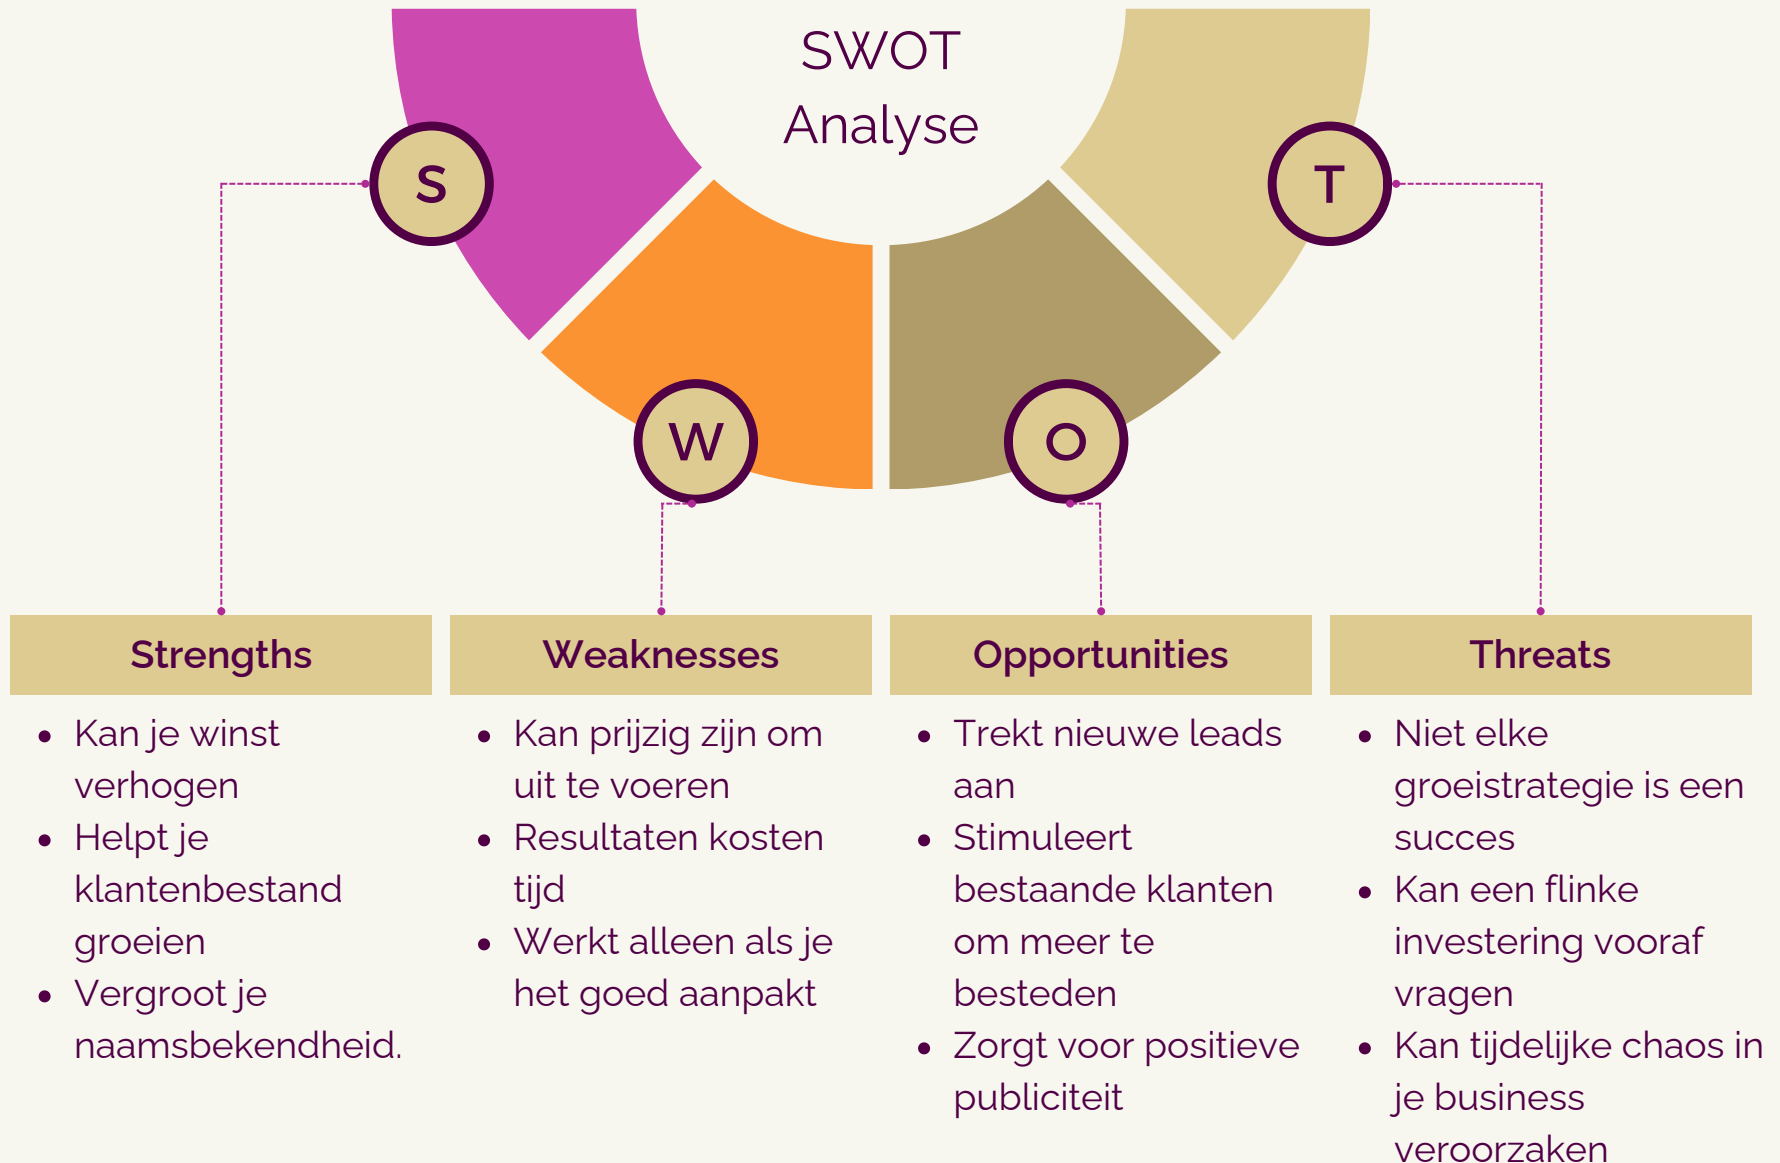 SWOT
Analyse
S
T
W
O
Strengths
Kan je winst
verhogen
Helpt je
klantenbestand
groeien
Vergroot je
naamsbekendheid.
Weaknesses
Kan prijzig zijn om
uit te voeren
Resultaten kosten
tijd
Werkt alleen als je
het goed aanpakt
Opportunities
Trekt nieuwe leads
aan
Stimuleert
bestaande klanten
om meer te
besteden
Zorgt voor positieve
publiciteit
Threats
Niet elke
groeistrategie is een
succes
Kan een flinke
investering vooraf
vragen
Kan tijdelijke chaos in
je business
veroorzaken